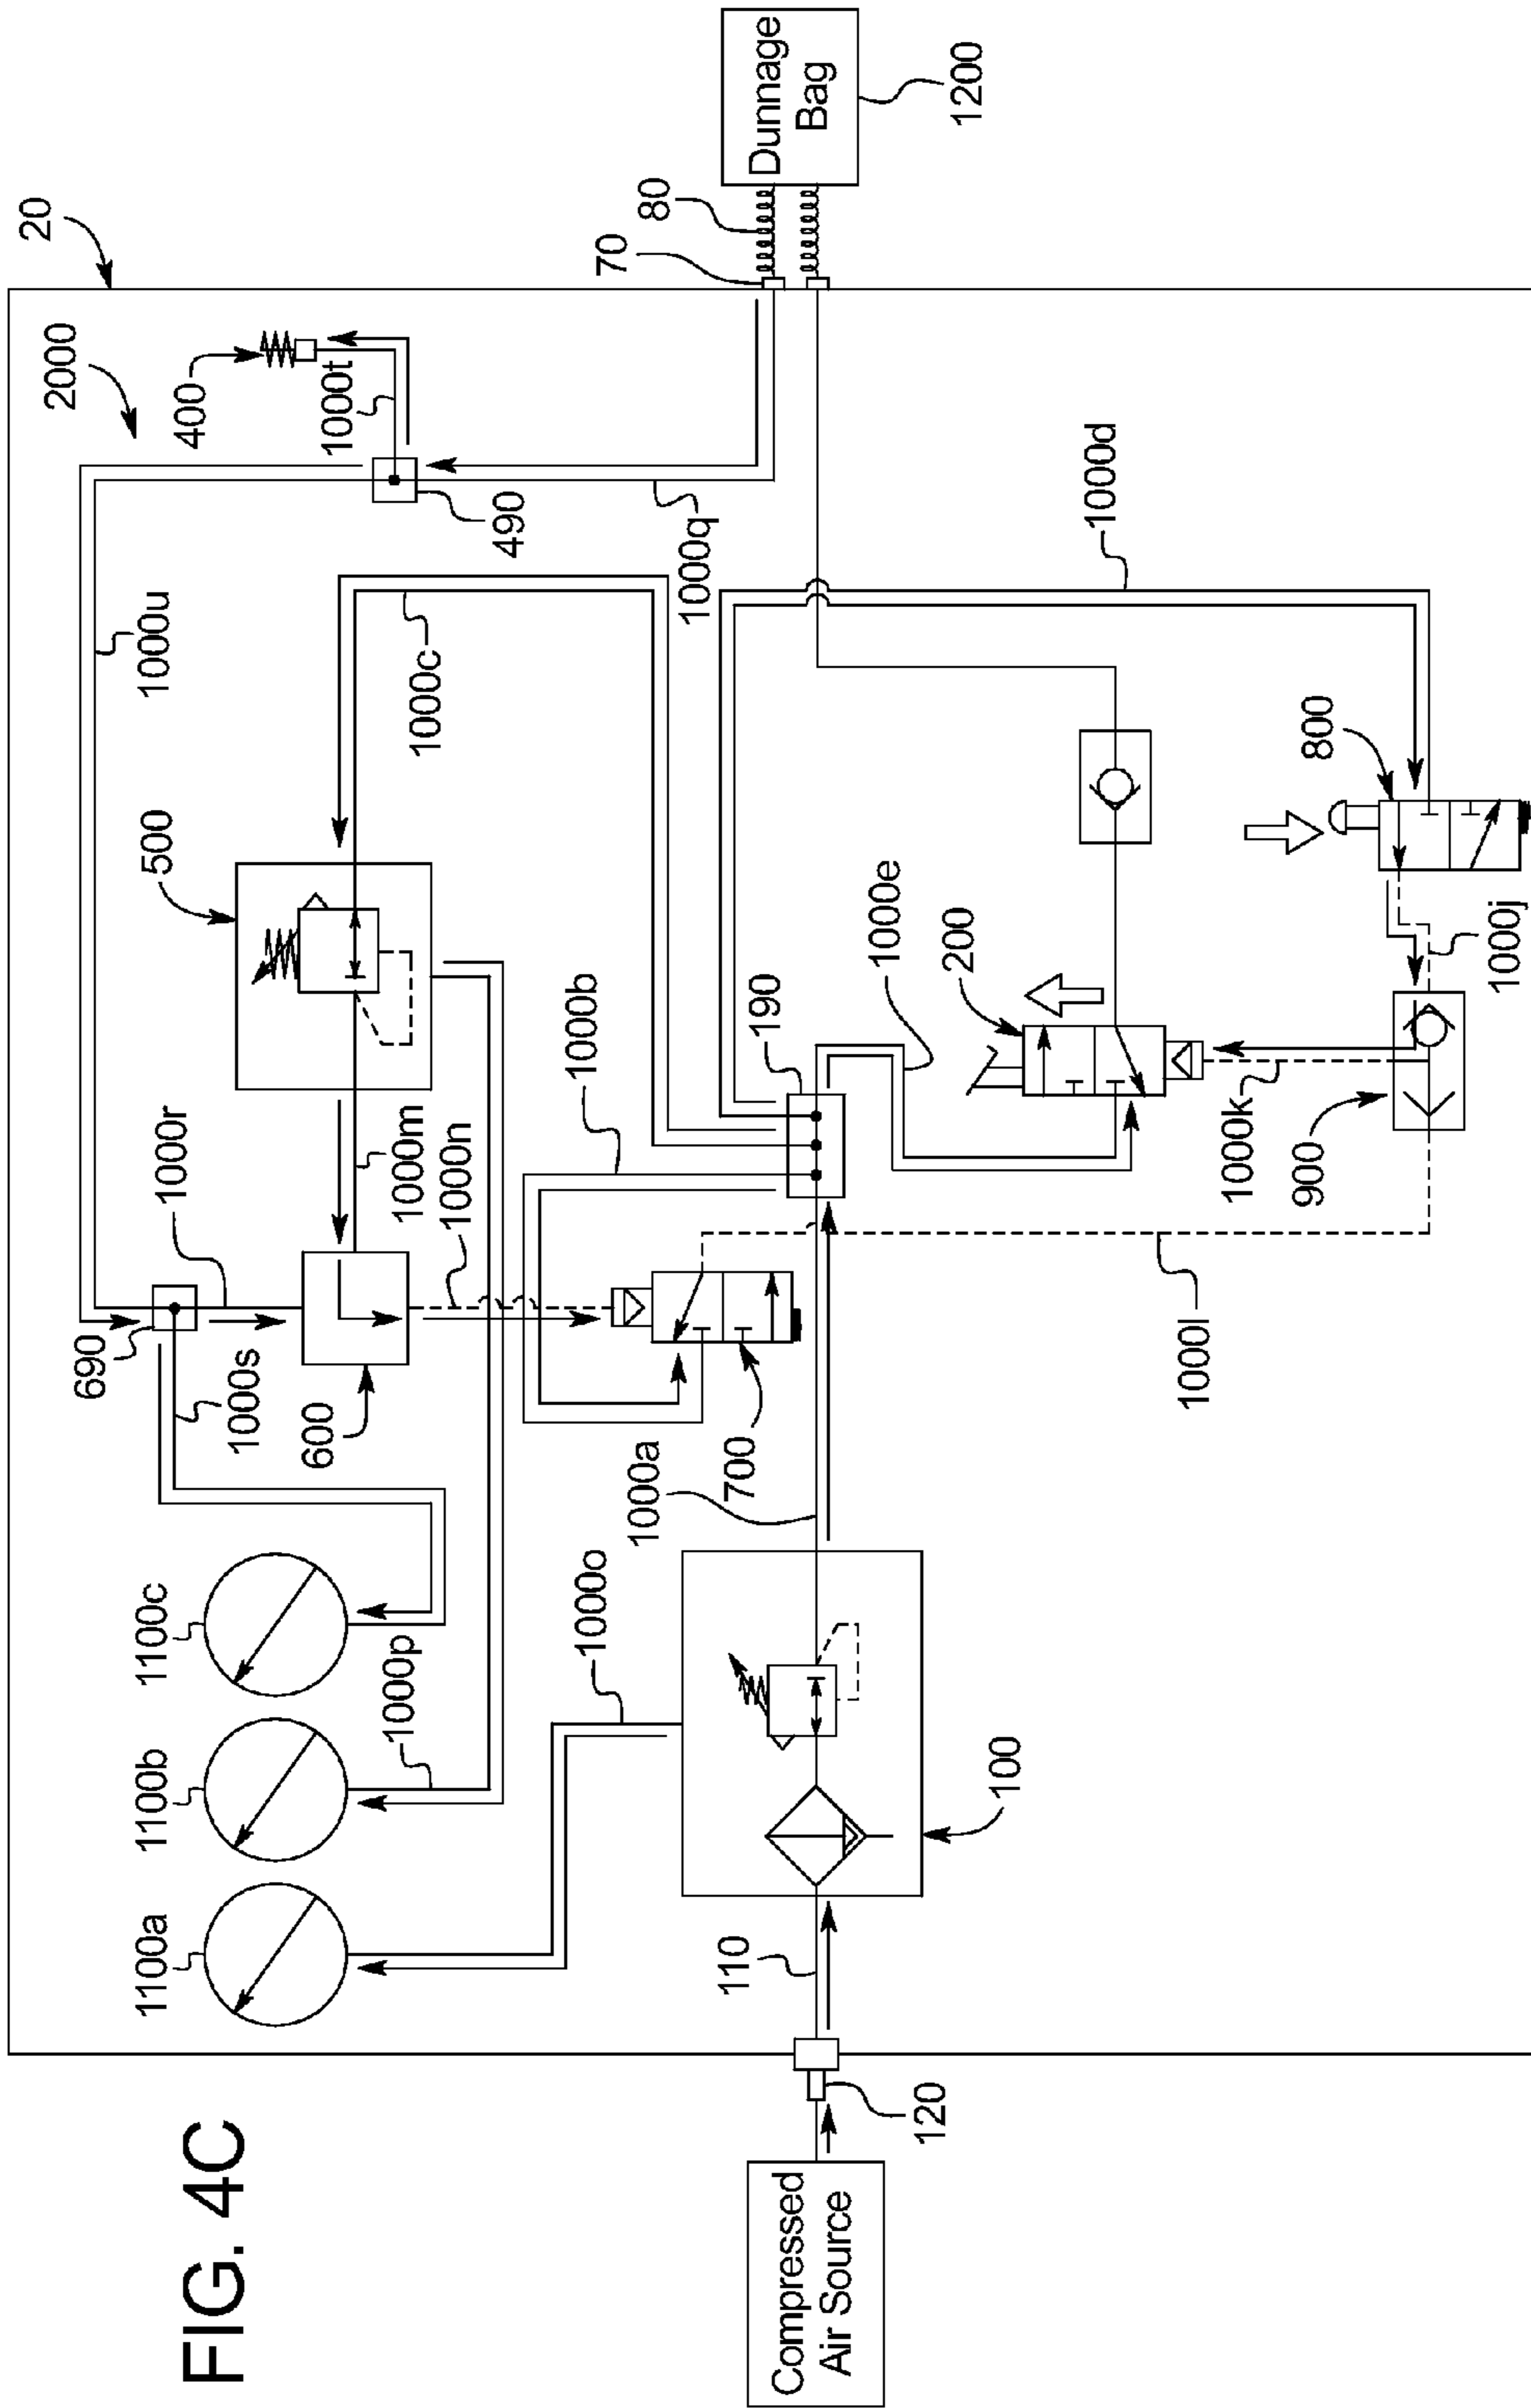 FIG. 4C
20
2000
400
1000t
490
1000q
70
80
Dunnage
Bag
1200
1000u
1000c
1000d
500
1000r
1000m
1000n
1000b
190
1000e
200
800
1000j
1000k
900
690
1000s
600
700
1000a
1000l
1100c
1100b
1100a
1000p
1000o
110
100
120
Compressed
Air Source